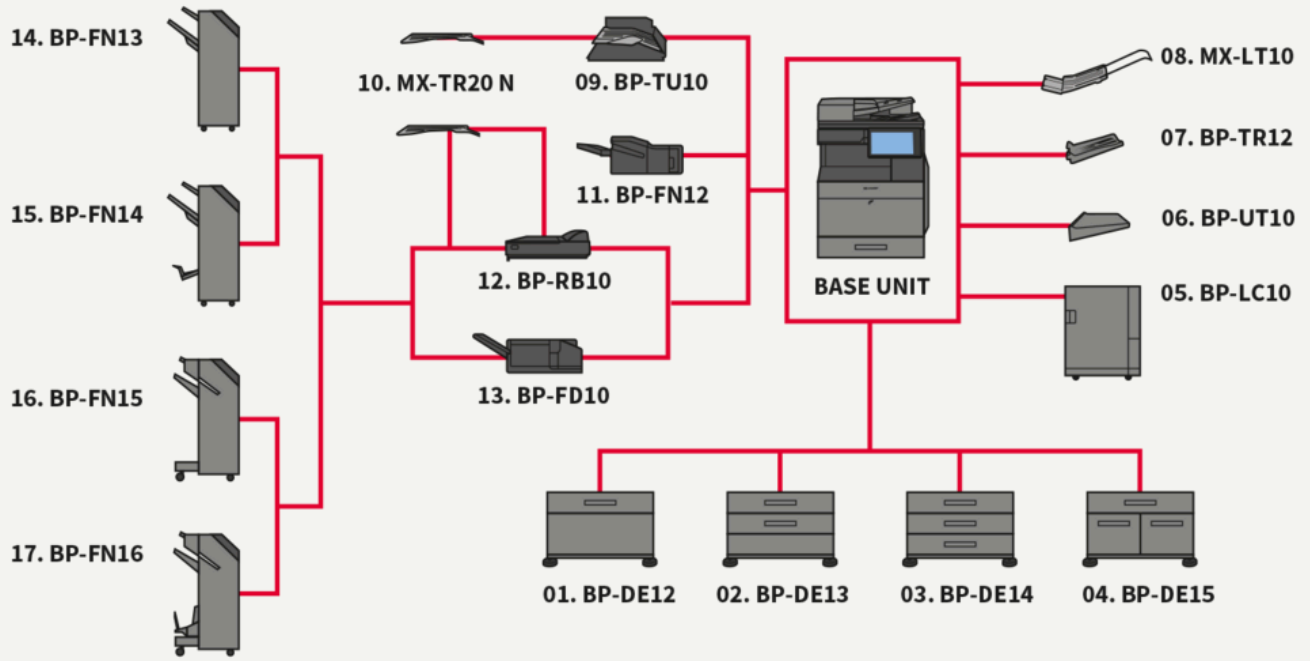 14. BP-FN13
10. MX-TR20 N
09. BP-TU10
08. MX-LT10
07. BP-TR12
15. BP-FN14
11. BP-FN12
06. BP-UT10
12. BP-RB10
BASE UNIT
05. BP-LC10
16. BP-FN15
13. BP-FD10
17. BP-FN16
01. BP-DE12
02. BP-DE13
03. BP-DE14
04. BP-DE15